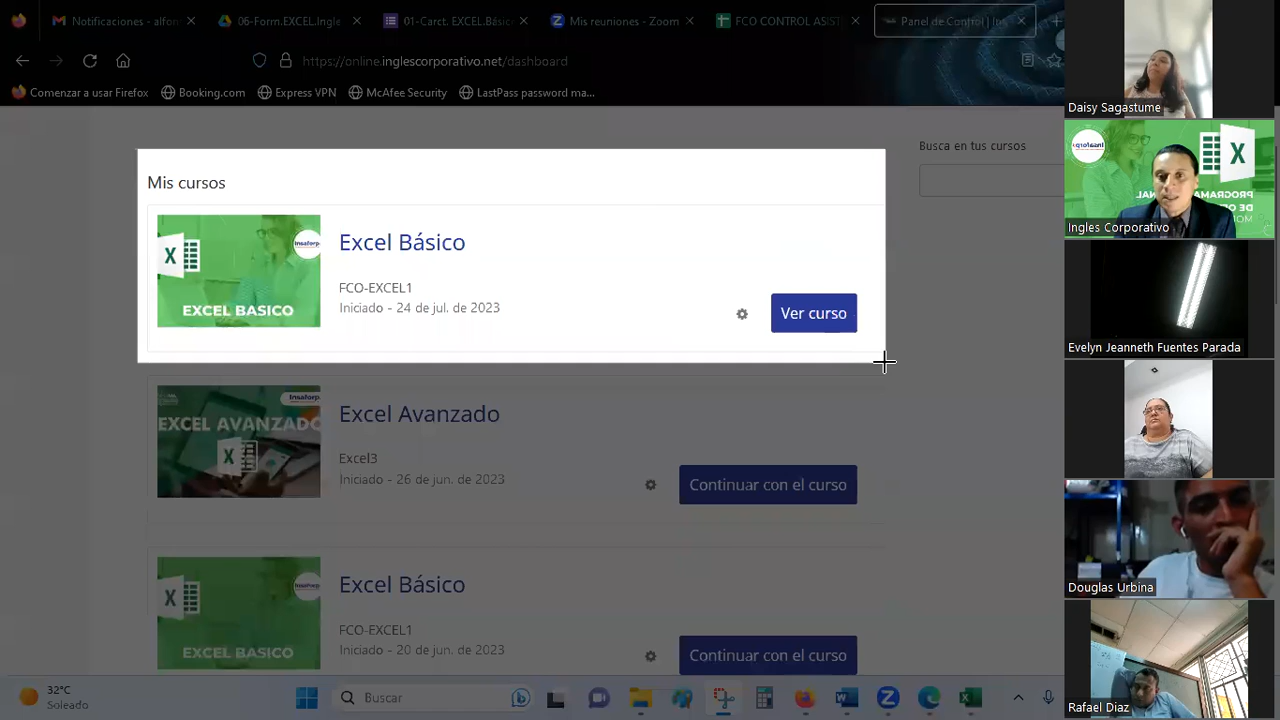 Notificaciones - alfon
06-Form.EXCEL.Ingle
01-Carct. EXCEL.Básic
Mis reuniones - Zoom
FCO CONTROL ASIST
Panel de Control | In
https://online.inglescorporativo.net/dashboard
Comenzar a usar Firefox
Booking.com
Express VPN
McAfee Security
LastPass password ma...
Busca en tus cursos
Mis cursos
Insaforp
EXCEL BASICO
Excel Básico
FCO-EXCEL1
Iniciado - 24 de jul. de 2023
Ver curso
Insaforp
EXCEL AVANZADO
Excel Avanzado
Excel3
Iniciado - 26 de jun. de 2023
Continuar con el curso
EXCEL BASICO
Excel Básico
FCO-EXCEL1
Iniciado - 20 de jun. de 2023
Continuar con el curso
32°C
Soleado
Buscar
Daisy Sagastume
Insaforp
Ingles Corporativo
Evelyn Jeanneth Fuentes Parada
Douglas Urbina
Rafael Diaz